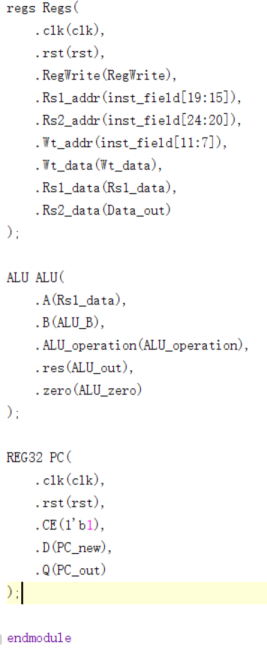 regs Regs(
.clk(clk),
.rst(rst),
.RegWrite(RegWrite),
.Rs1_addr(inst_field[19:15]),
.Rs2_addr(inst_field[24:20]),
.Wt_addr(inst_field[11:7]),
.Wt_data(Wt_data),
.Rs1_data(Rs1_data),
.Rs2_data(Data_out)
);
ALU ALU(
.A(Rs1_data),
.B(ALU_B),
.ALU_operation(ALU_operation),
.res(ALU_out),
.zero(ALU_zero)
);
REG32 PC(
.clk(clk),
.rst(rst),
.CE(1'b1),
.D(PC_new),
.Q(PC_out)
);
endmodule